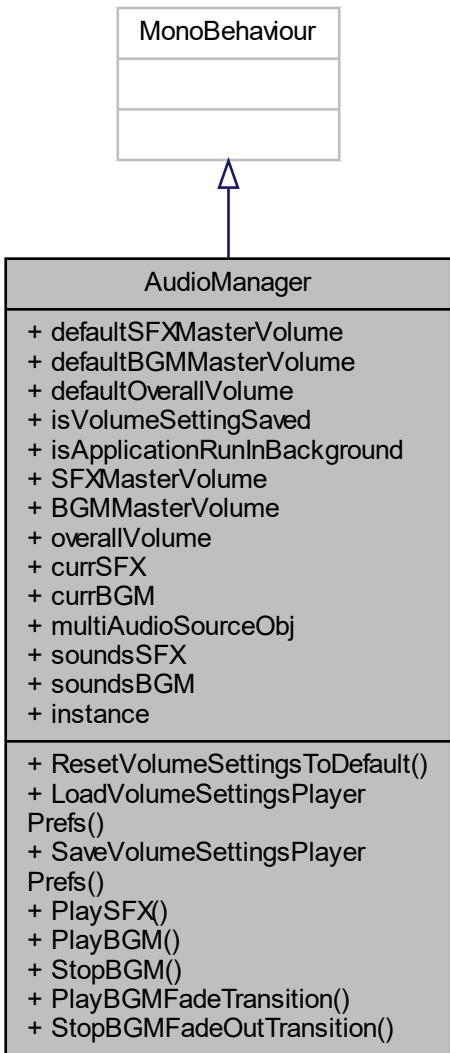 MonoBehaviour
AudioManager
+ defaultSFXMasterVolume
+ defaultBGMMasterVolume
+ defaultOverallVolume
+ isVolumeSettingSaved
+ isApplicationRunInBackground
+ SFXMasterVolume
+ BGMMasterVolume
+ overallVolume
+ currSFX
+ currBGM
+ multiAudioSourceObj
+ soundsSFX
+ soundsBGM
+ instance
+ ResetVolumeSettingsToDefault()
+ LoadVolumeSettingsPlayer
Prefs()
+ SaveVolumeSettingsPlayer
Prefs()
+ PlaySFX()
+ PlayBGM()
+ StopBGM()
+ PlayBGMFadeTransition()
+ StopBGMFadeOutTransition()